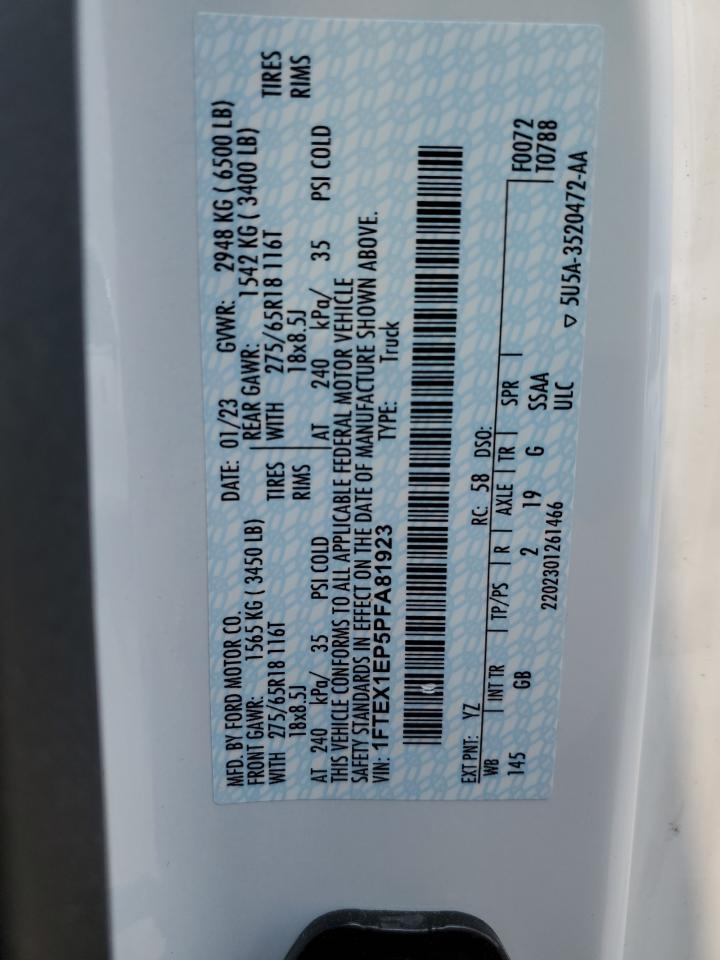 MFD. BY FORD MOTOR CO. DATE: 01/23 GVWR: 2948 KG ( 6500 LB)
FRONT GAWR: 1565 KG ( 3450 LB) REAR GAWR: 1542 KG ( 3400 LB)
WITH 275/65R18 116T TIRES WITH 275/65R18 116T TIRES
18x8.5J RIMS 18x8.5J RIMS
AT 240 kPa/ 35 PSI COLD AT 240 kPa/ 35 PSI COLD
THIS VEHICLE CONFORMS TO ALL APPLICABLE FEDERAL MOTOR VEHICLE
SAFETY STANDARDS IN EFFECT ON THE DATE OF MANUFACTURE SHOWN ABOVE.
VIN: 1FTEX1EP5PFA81923 TYPE: Truck
EXT PNT: YZ RC: 58 DSO: F0072
WB | INT TR | TP/PS | R | AXLE | TR | SPR | T0788
145 GB 2 19 G SSAA
2202301261466 ULC ▽ 5U5A-3520472-AA